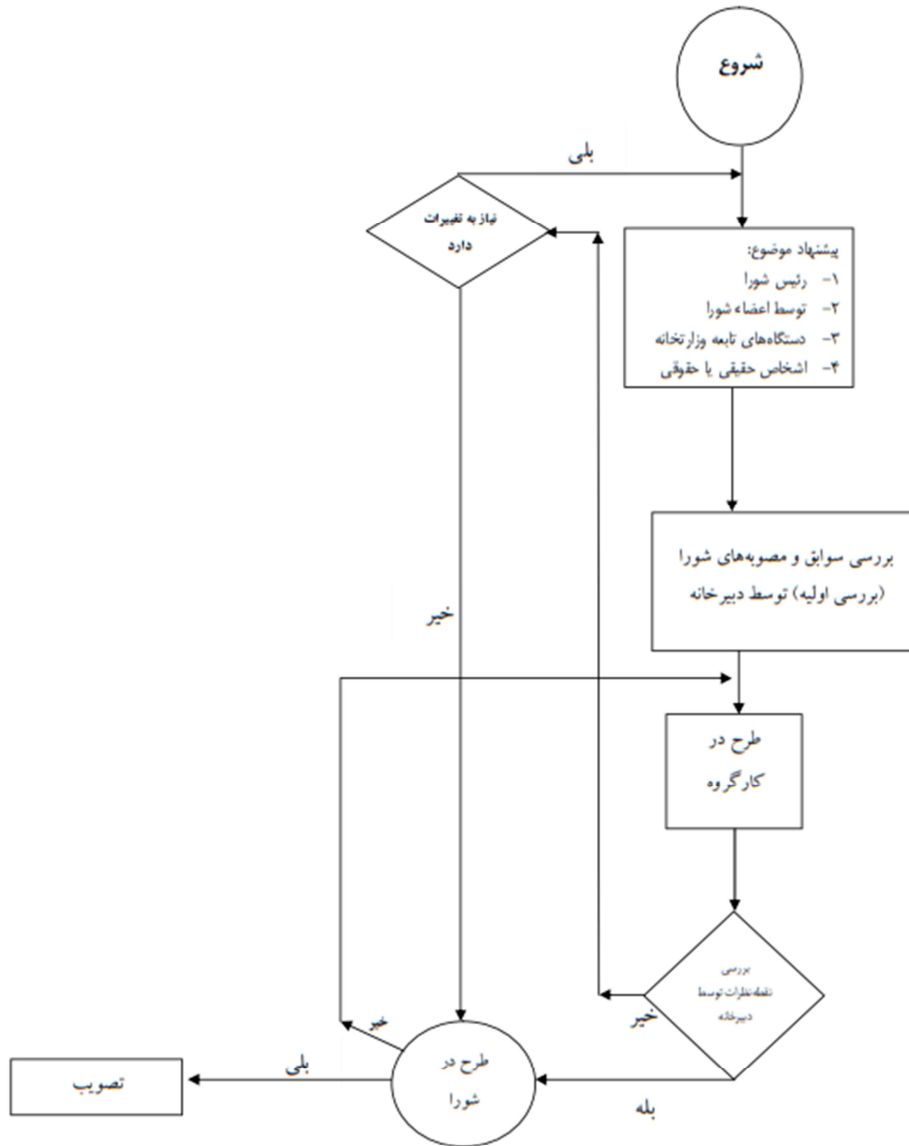 شروع
بلی
نیاز به تغییرات
دارد
پیشنهاد موضوع:
۱- رئیس شورا
۲- توسط اعضاء شورا
۳- دستگاه‌های تابعه وزارتخانه
۴- اشخاص حقیقی یا حقوقی
بررسی سوابق و مصوبه‌های شورا
(بررسی اولیه) توسط دبیرخانه
خیر
طرح در
کارگروه
بررسی
نقطه‌نظرات توسط
دبیرخانه
خیر
بله
خیر
طرح در
شورا
بلی
تصویب